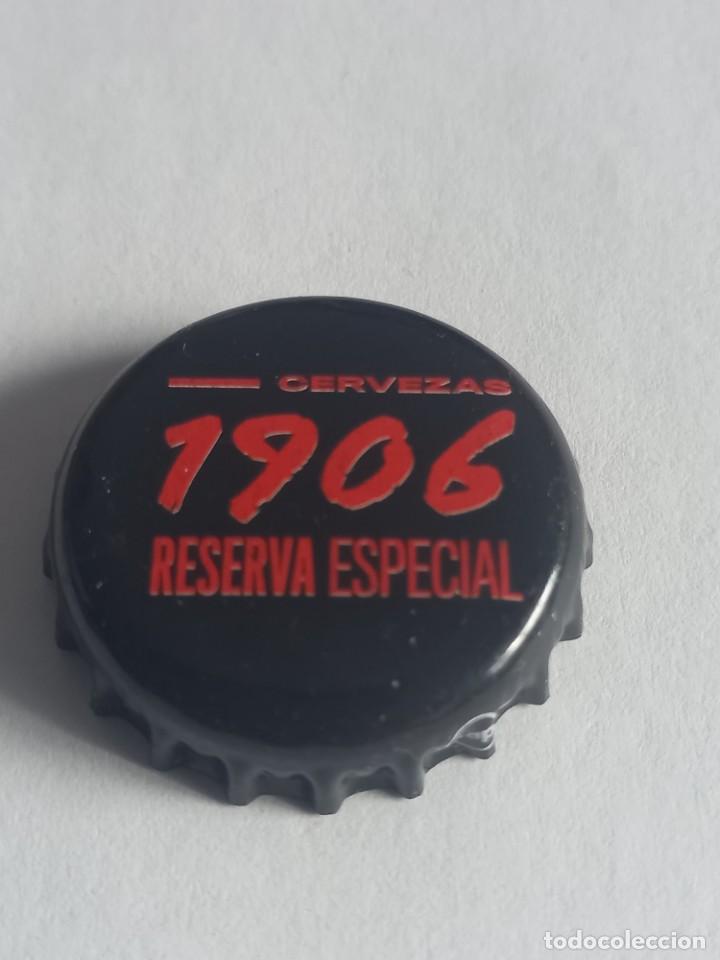 CERVEZAS
1906
RESERVA ESPECIAL
todocoleccion